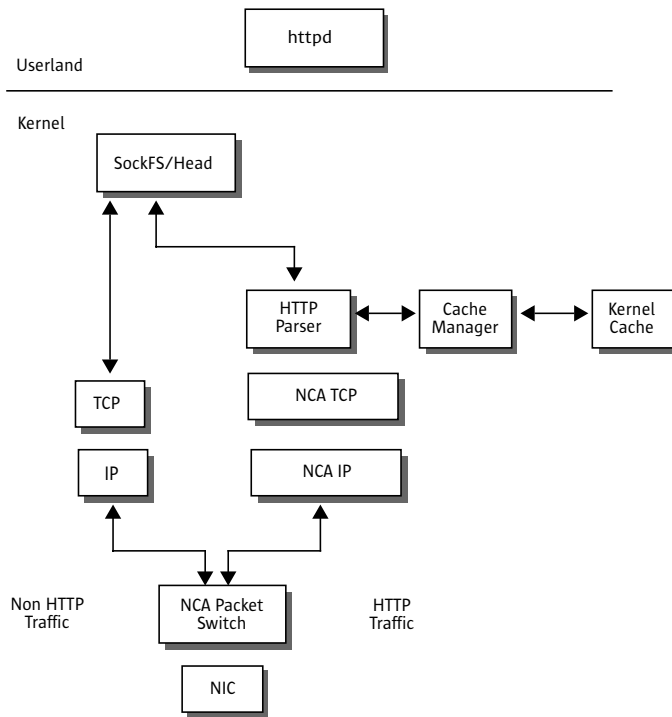 httpd
Userland
Kernel
SockFS/Head
HTTP
Parser
Cache
Manager
Kernel
Cache
TCP
NCA TCP
IP
NCA IP
Non HTTP
Traffic
NCA Packet
Switch
HTTP
Traffic
NIC